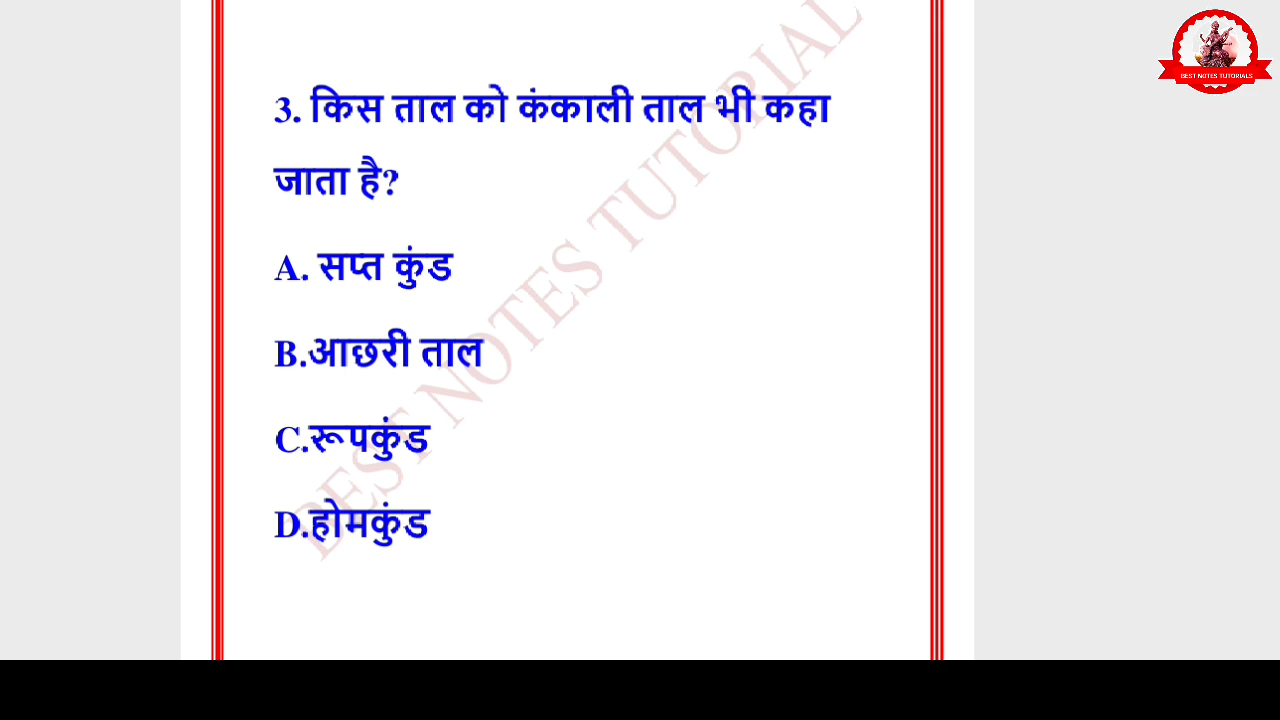 BEST NOTES TUTORIALS
3. किस ताल को कंकाली ताल भी कहा
जाता है?
A. सप्त कुंड
B.आछरी ताल
C.रूपकुंड
D.होमकुंड
BEST NOTES TUTORIAL